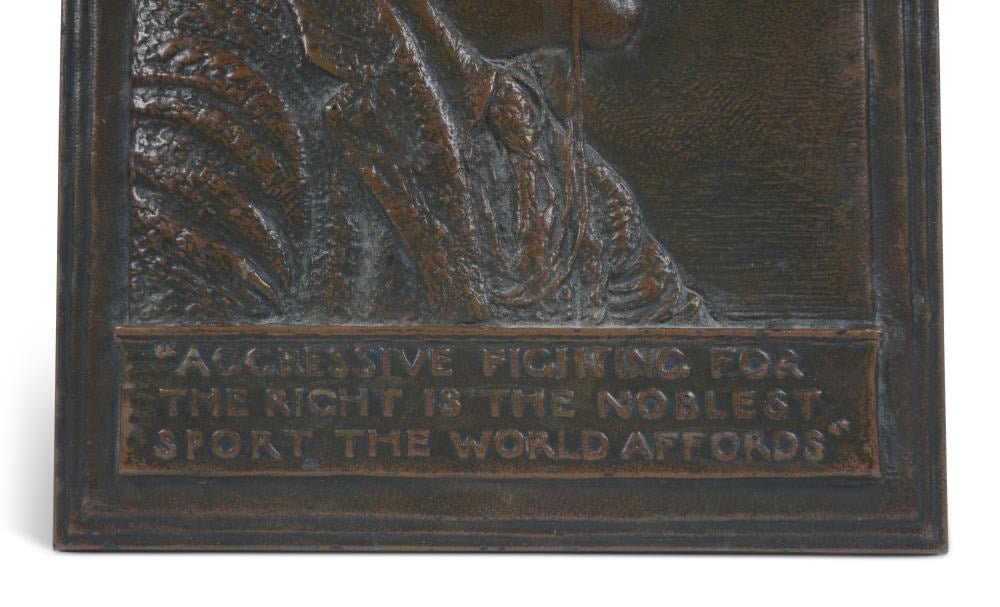 "AGGRESSIVE FIGHTING FOR
THE RIGHT IS THE NOBLEST
SPORT THE WORLD AFFORDS"